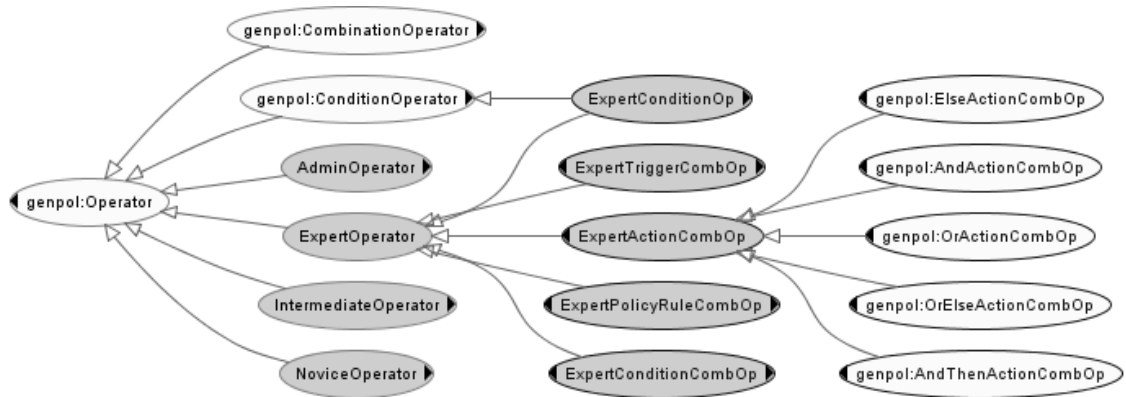 genpol:CombinationOperator
genpol:ConditionOperator
ExpertConditionOp
genpol:ElseActionCombOp
AdminOperator
ExpertTriggerCombOp
genpol:AndActionCombOp
genpol:Operator
ExpertOperator
ExpertActionCombOp
genpol:OrActionCombOp
IntermediateOperator
ExpertPolicyRuleCombOp
genpol:OrElseActionCombOp
NoviceOperator
ExpertConditionCombOp
genpol:AndThenActionCombOp